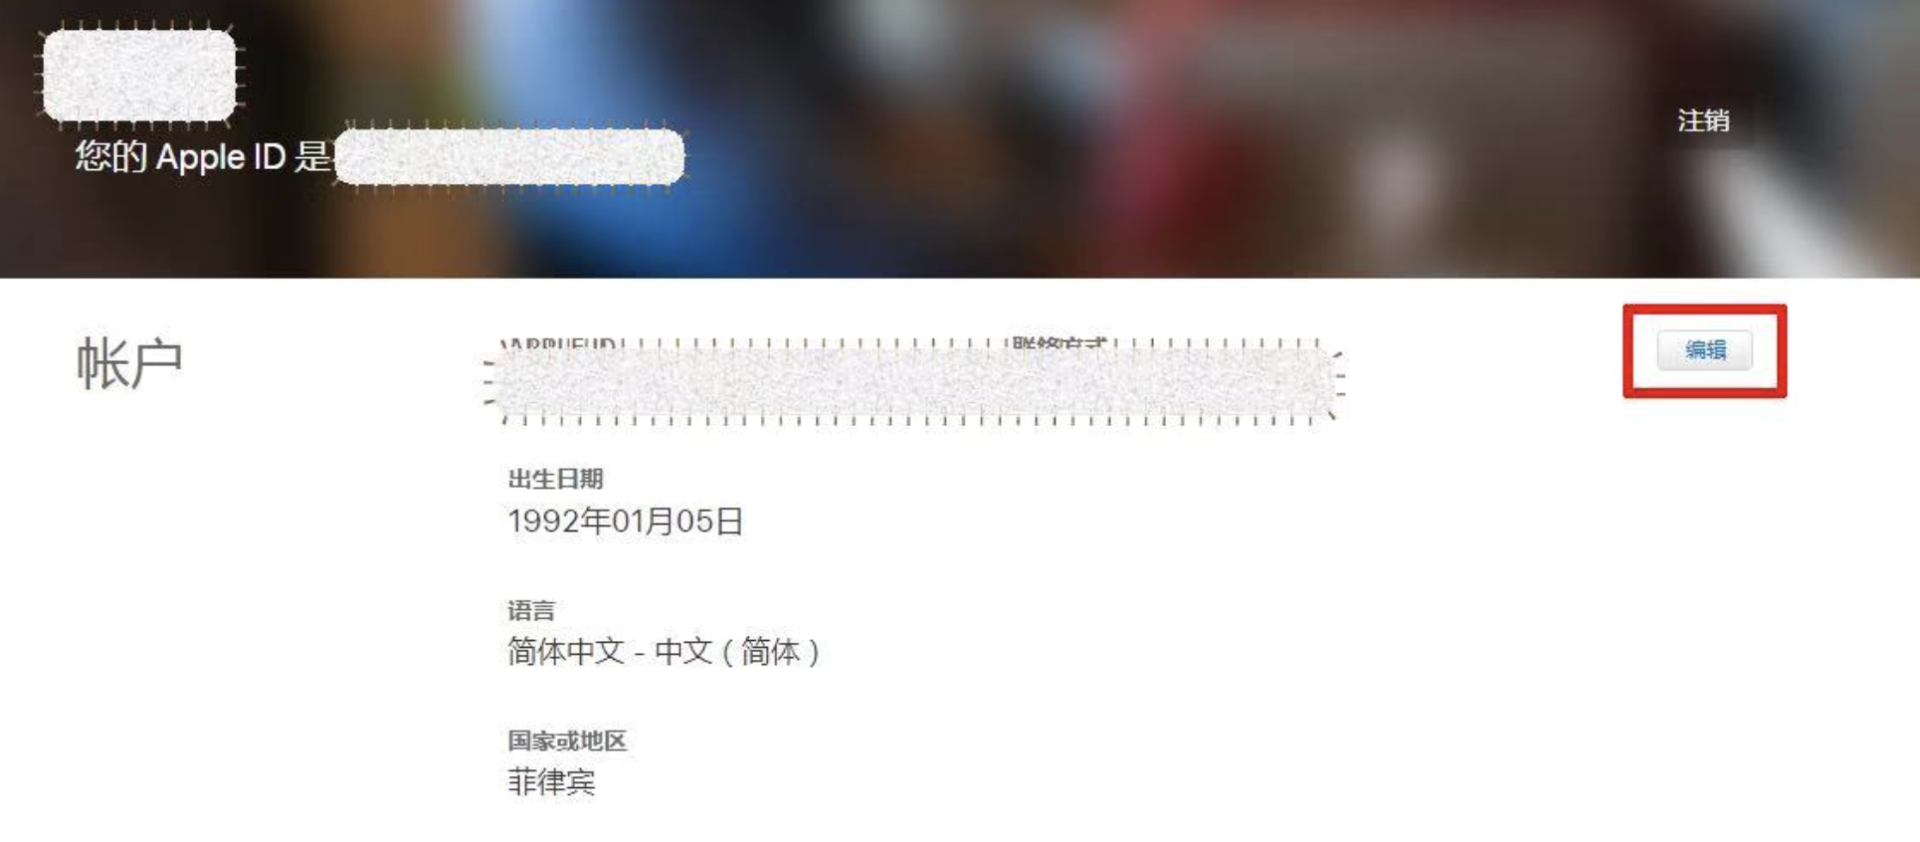 您的 Apple ID 是
注销
帐户
编辑
出生日期
1992年01月05日
语言
简体中文 - 中文 ( 简体 )
国家或地区
菲律宾